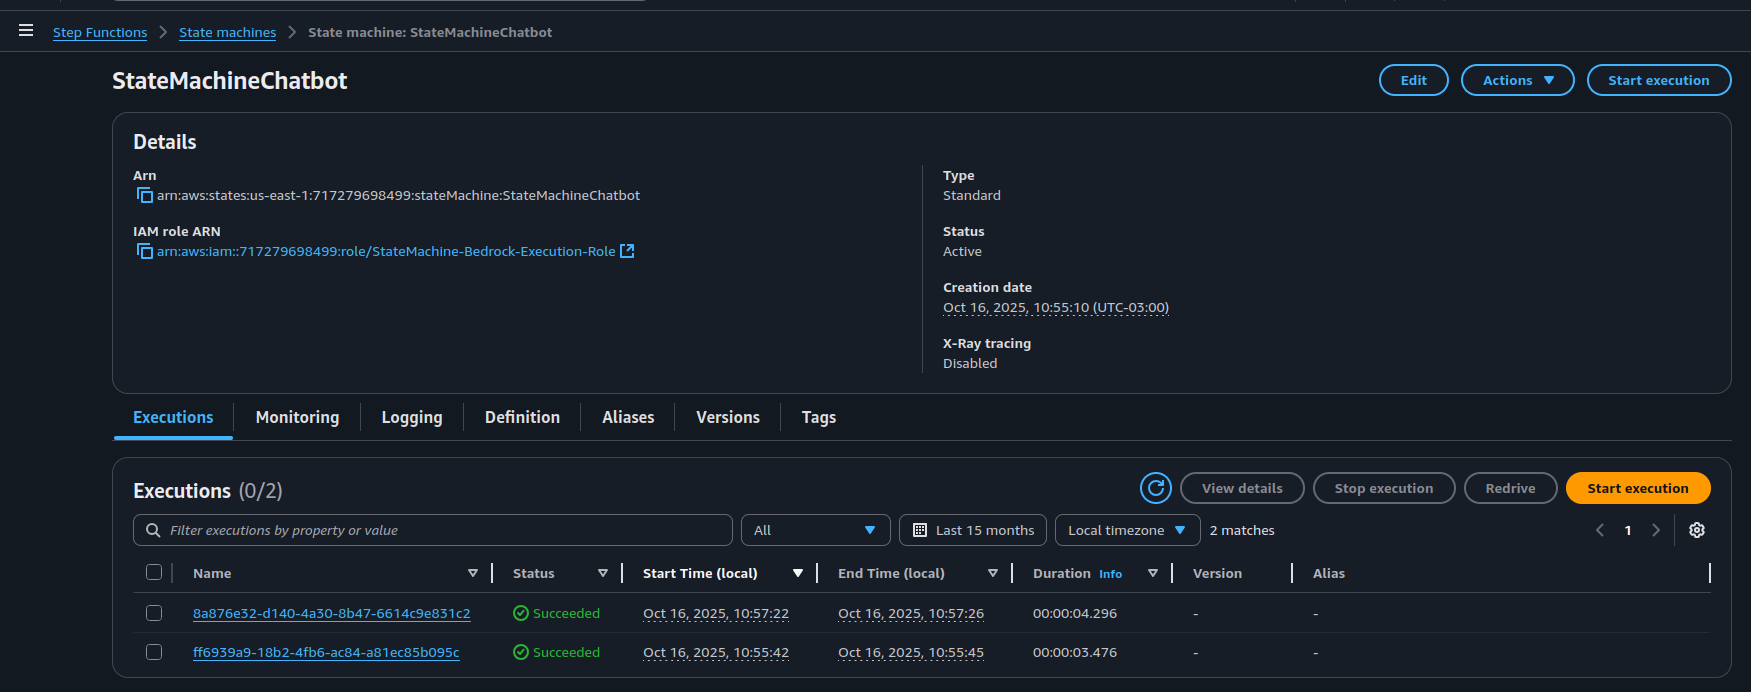 Step Functions > State machines > State machine: StateMachineChatbot
StateMachineChatbot
Edit
Actions
Start execution
Details
Arn
arn:aws:states:us-east-1:717279698499:stateMachine:StateMachineChatbot
IAM role ARN
arn:aws:iam::717279698499:role/StateMachine-Bedrock-Execution-Role
Type
Standard
Status
Active
Creation date
Oct 16, 2025, 10:55:10 (UTC-03:00)
X-Ray tracing
Disabled
Executions Monitoring Logging Definition Aliases Versions Tags
Executions (0/2)
View details Stop execution Redrive Start execution
Filter executions by property or value All Last 15 months Local timezone 2 matches 1
Name Status Start Time (local) End Time (local) Duration Info Version Alias
8a876e32-d140-4a30-8b47-6614c9e831c2 Succeeded Oct 16, 2025, 10:57:22 Oct 16, 2025, 10:57:26 00:00:04.296 - -
ff6939a9-18b2-4fb6-ac84-a81ec85b095c Succeeded Oct 16, 2025, 10:55:42 Oct 16, 2025, 10:55:45 00:00:03.476 - -